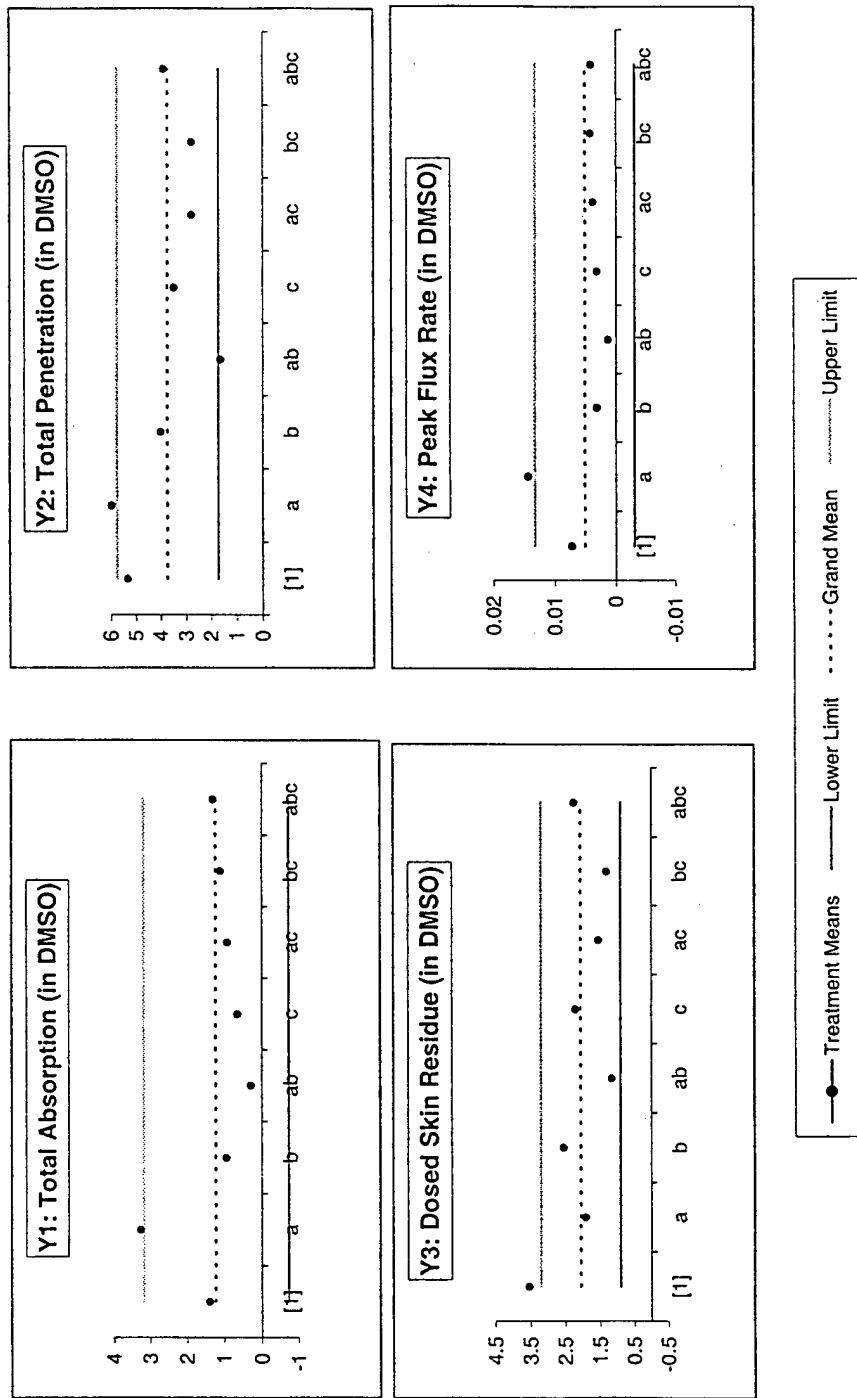 Y1: Total Absorption (in DMSO)
4
3
2
1
0
-1
[1] a b ab c ac bc abc
Y2: Total Penetration (in DMSO)
6
5
4
3
2
1
0
[1] a b ab c ac bc abc
Y3: Dosed Skin Residue (in DMSO)
4.5
3.5
2.5
1.5
0.5
-0.5
[1] a b ab c ac bc abc
Y4: Peak Flux Rate (in DMSO)
0.02
0.01
0
-0.01
[1] a b ab c ac bc abc
Treatment Means Lower Limit Grand Mean Upper Limit